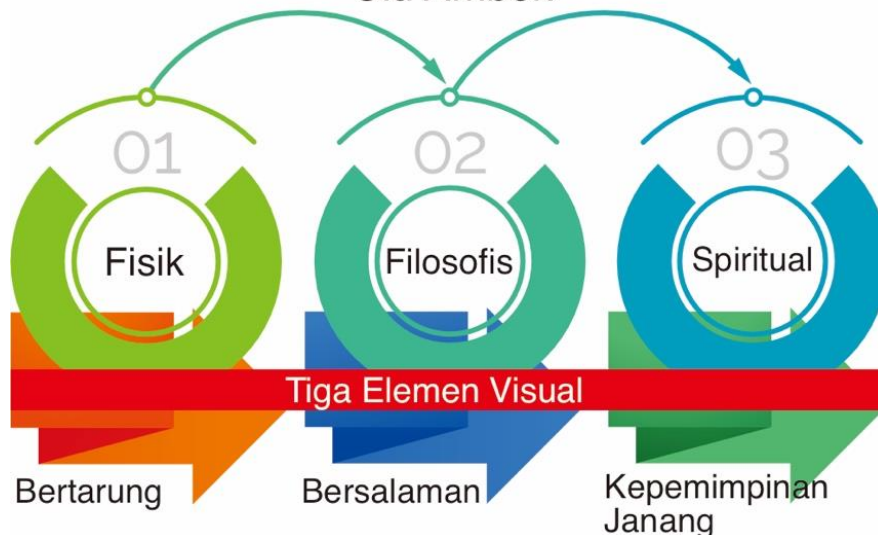 01
02
03
Fisik
Filosofis
Spiritual
Tiga Elemen Visual
Bertarung
Bersalaman
Kepemimpinan
Janang